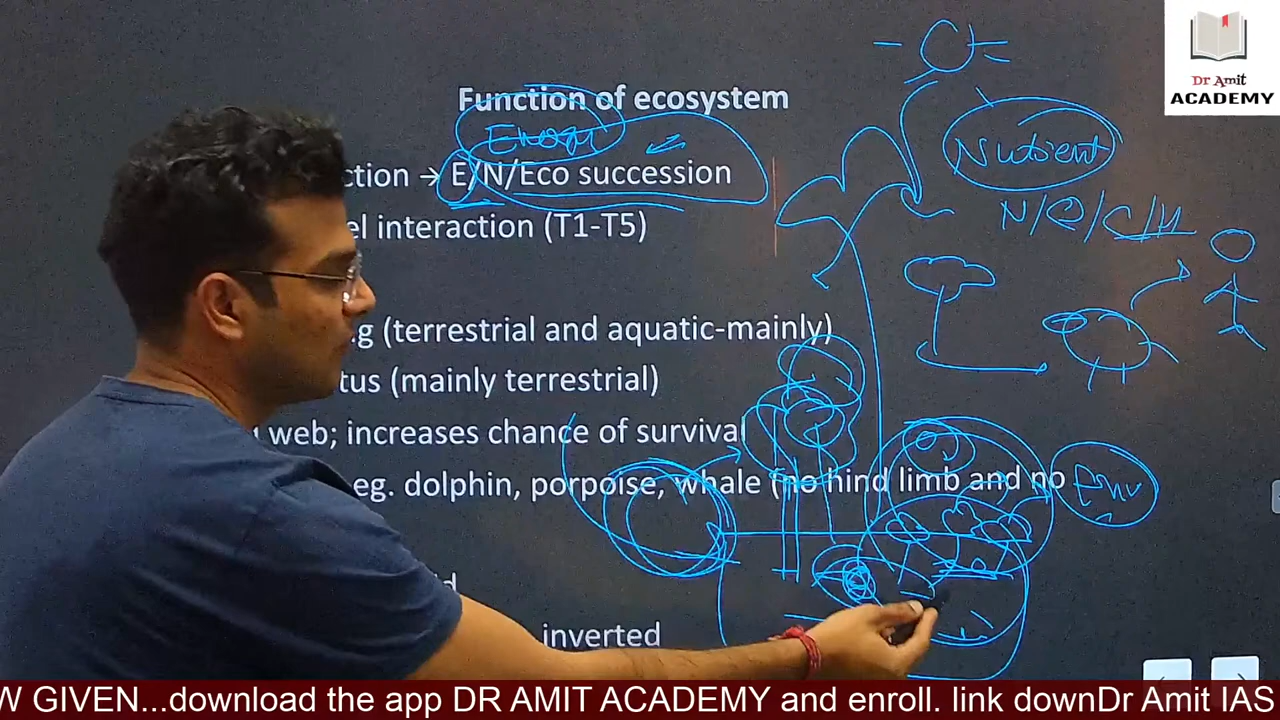 Dr Amit
ACADEMY
Function of ecosystem
Energy
ction → E/N/Eco succession
Nutrient
el interaction (T1-T5)
g (terrestrial and aquatic-mainly)
tus (mainly terrestrial)
web; increases chance of survival
eg. dolphin, porpoise, whale (no hind limb and no
Env
inverted
W GIVEN...download the app DR AMIT ACADEMY and enroll. link downDr Amit IAS